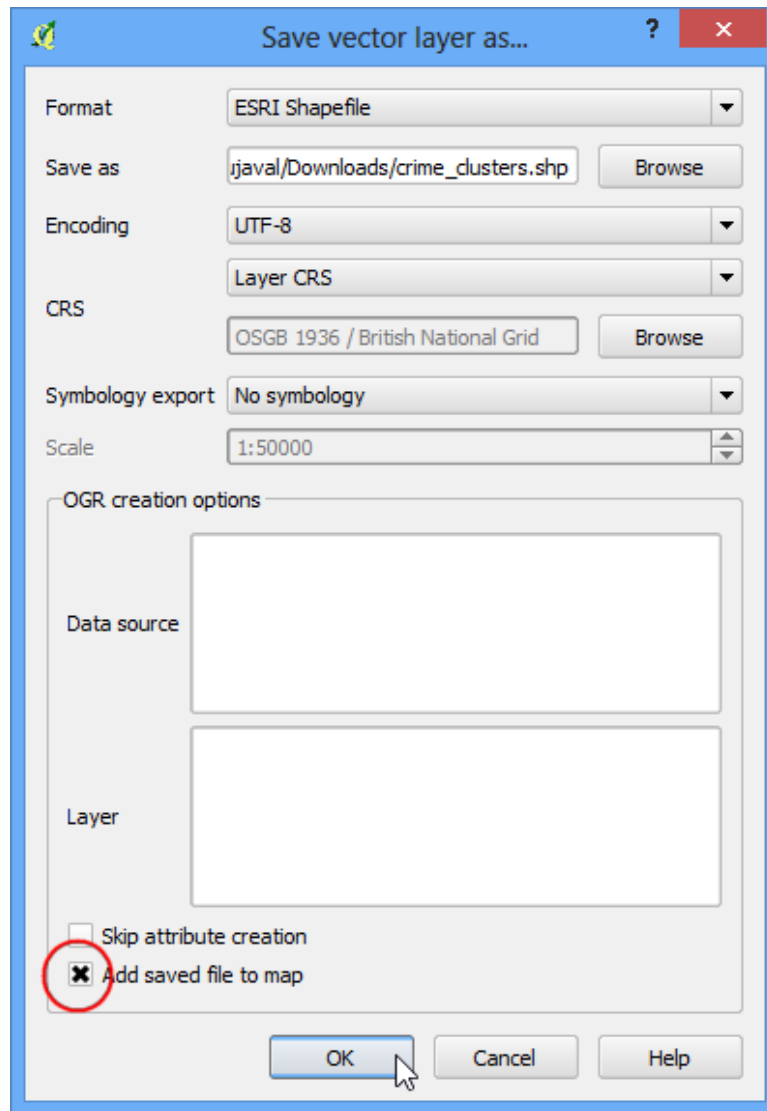 Save vector layer as...
?
Format
ESRI Shapefile
Save as
ujaval/Downloads/crime_clusters.shp
Browse
Encoding
UTF-8
Layer CRS
CRS
OSGB 1936 / British National Grid
Browse
Symbology export
No symbology
Scale
1:50000
OGR creation options
Data source
Layer
Skip attribute creation
Add saved file to map
OK
Cancel
Help